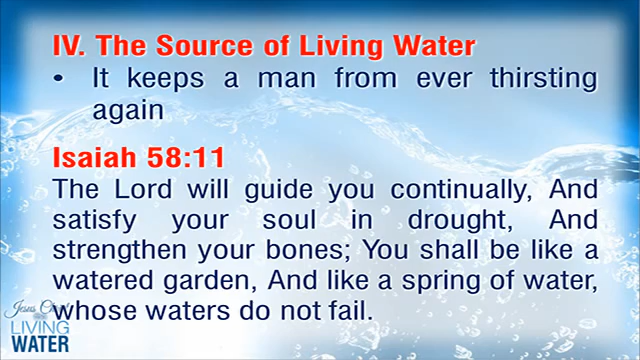 IV. The Source of Living Water
• It keeps a man from ever thirsting
again
Isaiah 58:11
The Lord will guide you continually, And
satisfy your soul in drought, And
strengthen your bones; You shall be like a
watered garden, And like a spring of water,
whose waters do not fail.
Jesus Christ
LIVING
WATER